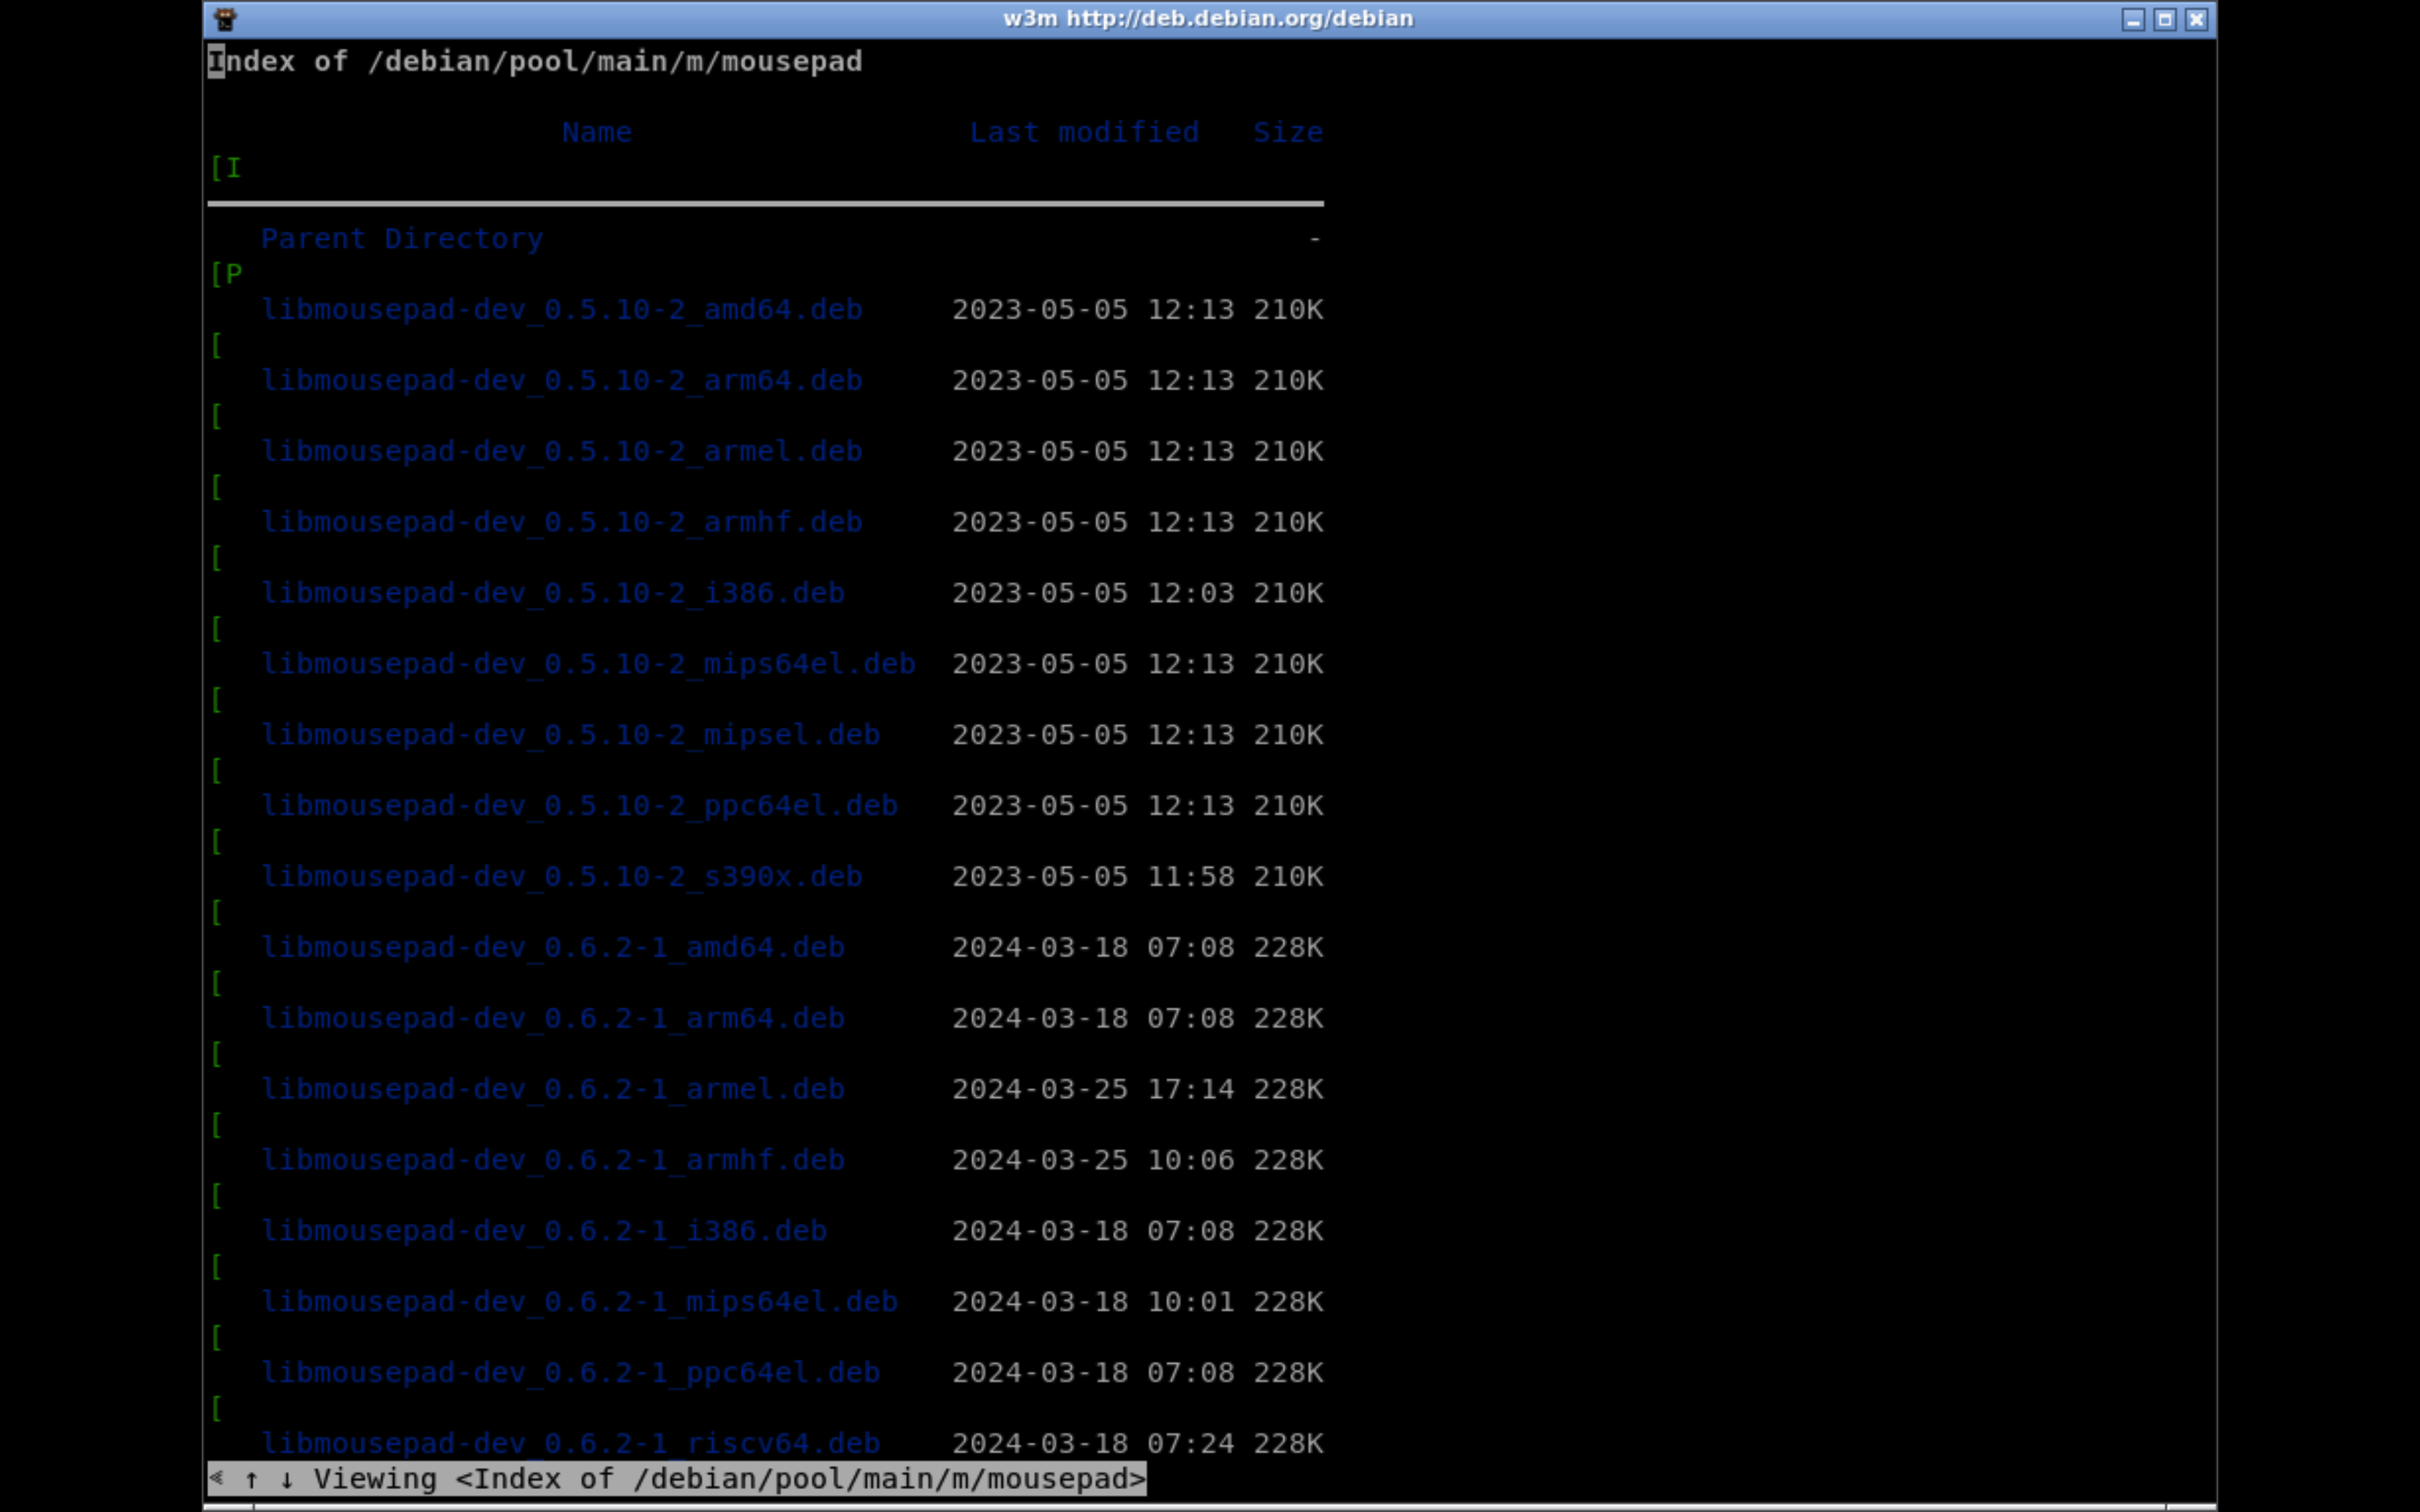 w3m http://deb.debian.org/debian
Index of /debian/pool/main/m/mousepad
Name Last modified Size
[I
Parent Directory -
[P
libmousepad-dev_0.5.10-2_amd64.deb 2023-05-05 12:13 210K
[
libmousepad-dev_0.5.10-2_arm64.deb 2023-05-05 12:13 210K
[
libmousepad-dev_0.5.10-2_armel.deb 2023-05-05 12:13 210K
[
libmousepad-dev_0.5.10-2_armhf.deb 2023-05-05 12:13 210K
[
libmousepad-dev_0.5.10-2_i386.deb 2023-05-05 12:03 210K
[
libmousepad-dev_0.5.10-2_mips64el.deb 2023-05-05 12:13 210K
[
libmousepad-dev_0.5.10-2_mipsel.deb 2023-05-05 12:13 210K
[
libmousepad-dev_0.5.10-2_ppc64el.deb 2023-05-05 12:13 210K
[
libmousepad-dev_0.5.10-2_s390x.deb 2023-05-05 11:58 210K
[
libmousepad-dev_0.6.2-1_amd64.deb 2024-03-18 07:08 228K
[
libmousepad-dev_0.6.2-1_arm64.deb 2024-03-18 07:08 228K
[
libmousepad-dev_0.6.2-1_armel.deb 2024-03-25 17:14 228K
[
libmousepad-dev_0.6.2-1_armhf.deb 2024-03-25 10:06 228K
[
libmousepad-dev_0.6.2-1_i386.deb 2024-03-18 07:08 228K
[
libmousepad-dev_0.6.2-1_mips64el.deb 2024-03-18 10:01 228K
[
libmousepad-dev_0.6.2-1_ppc64el.deb 2024-03-18 07:08 228K
[
libmousepad-dev_0.6.2-1_riscv64.deb 2024-03-18 07:24 228K
⪡ ↑ ↓ Viewing <Index of /debian/pool/main/m/mousepad>